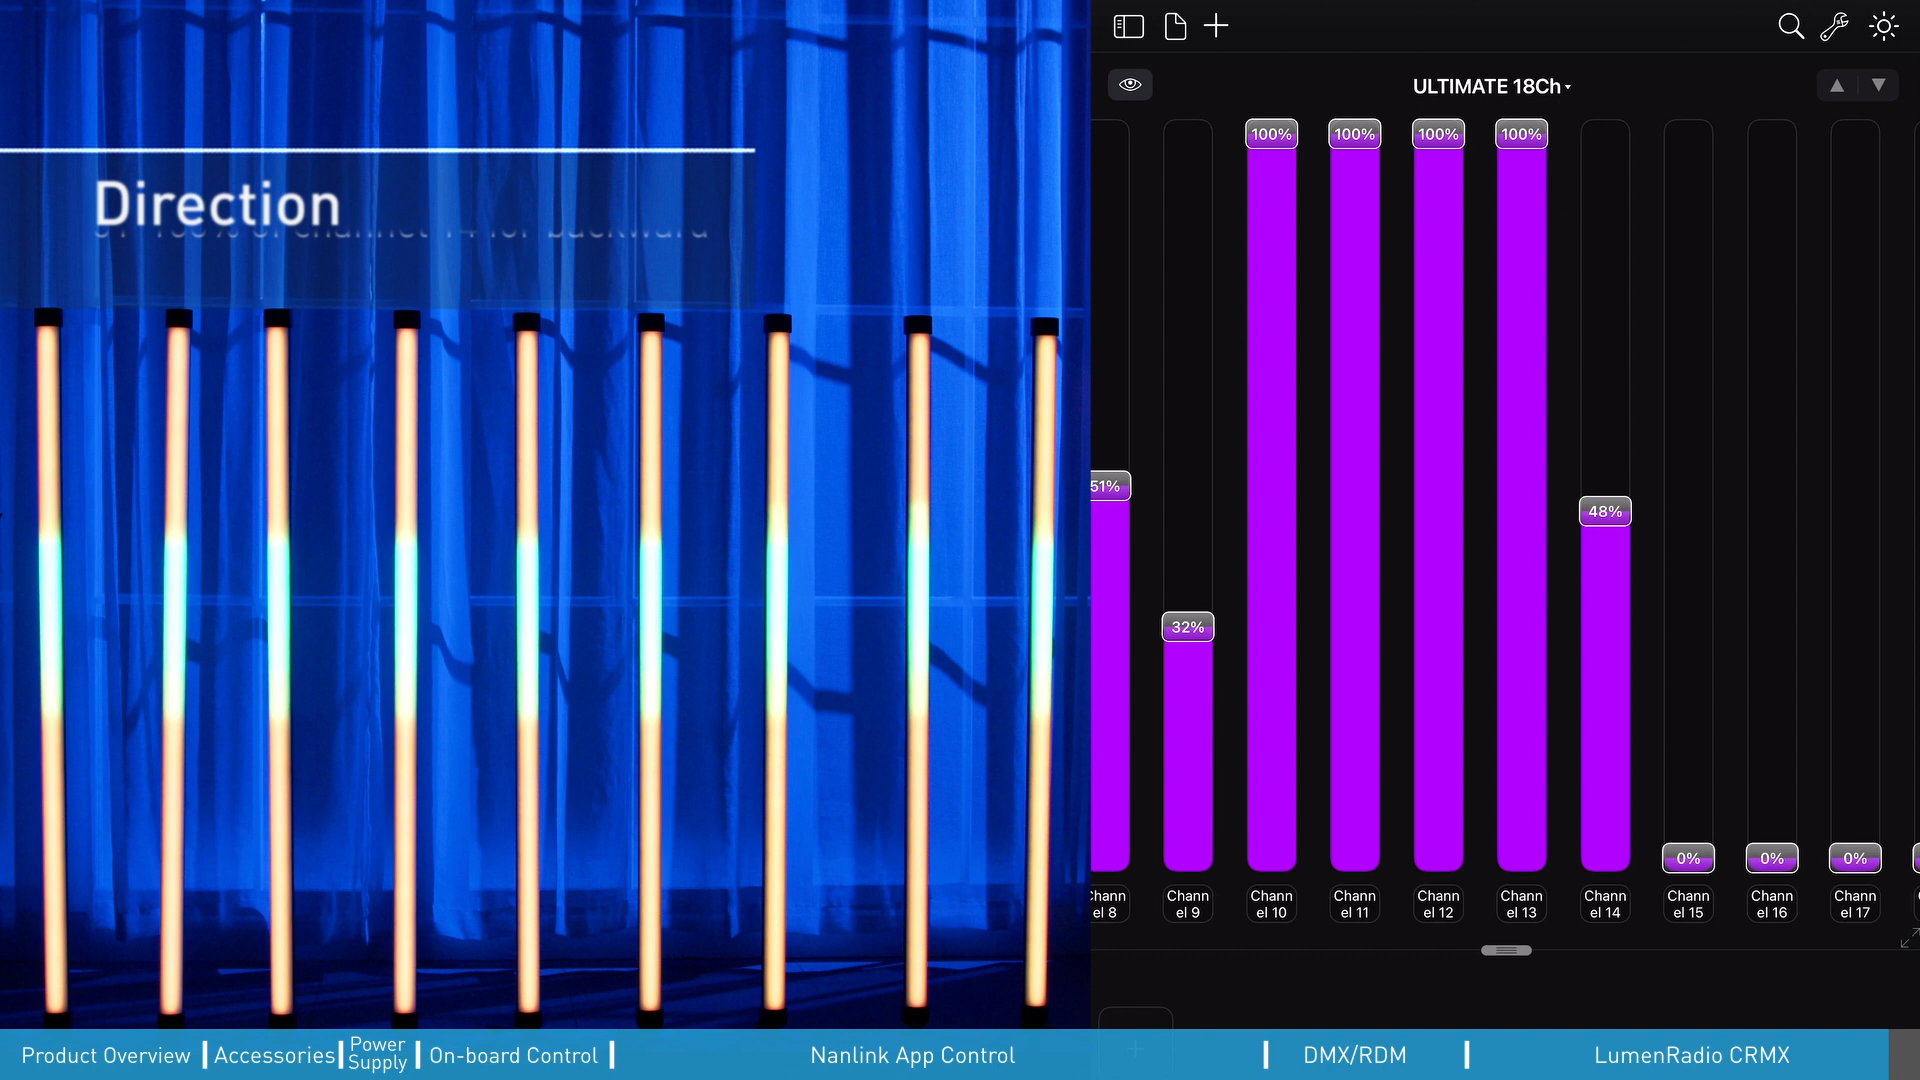 Direction
ULTIMATE 18Ch
100% 100% 100% 100%
51%
48%
32%
0% 0% 0%
Chann Chann Chann Chann Chann Chann Chann Chann Chann
el 8 el 9 el 10 el 11 el 12 el 13 el 14 el 15 el 16 el 17
Product Overview Accessories Power Supply On-board Control Nanlink App Control DMX/RDM LumenRadio CRMX